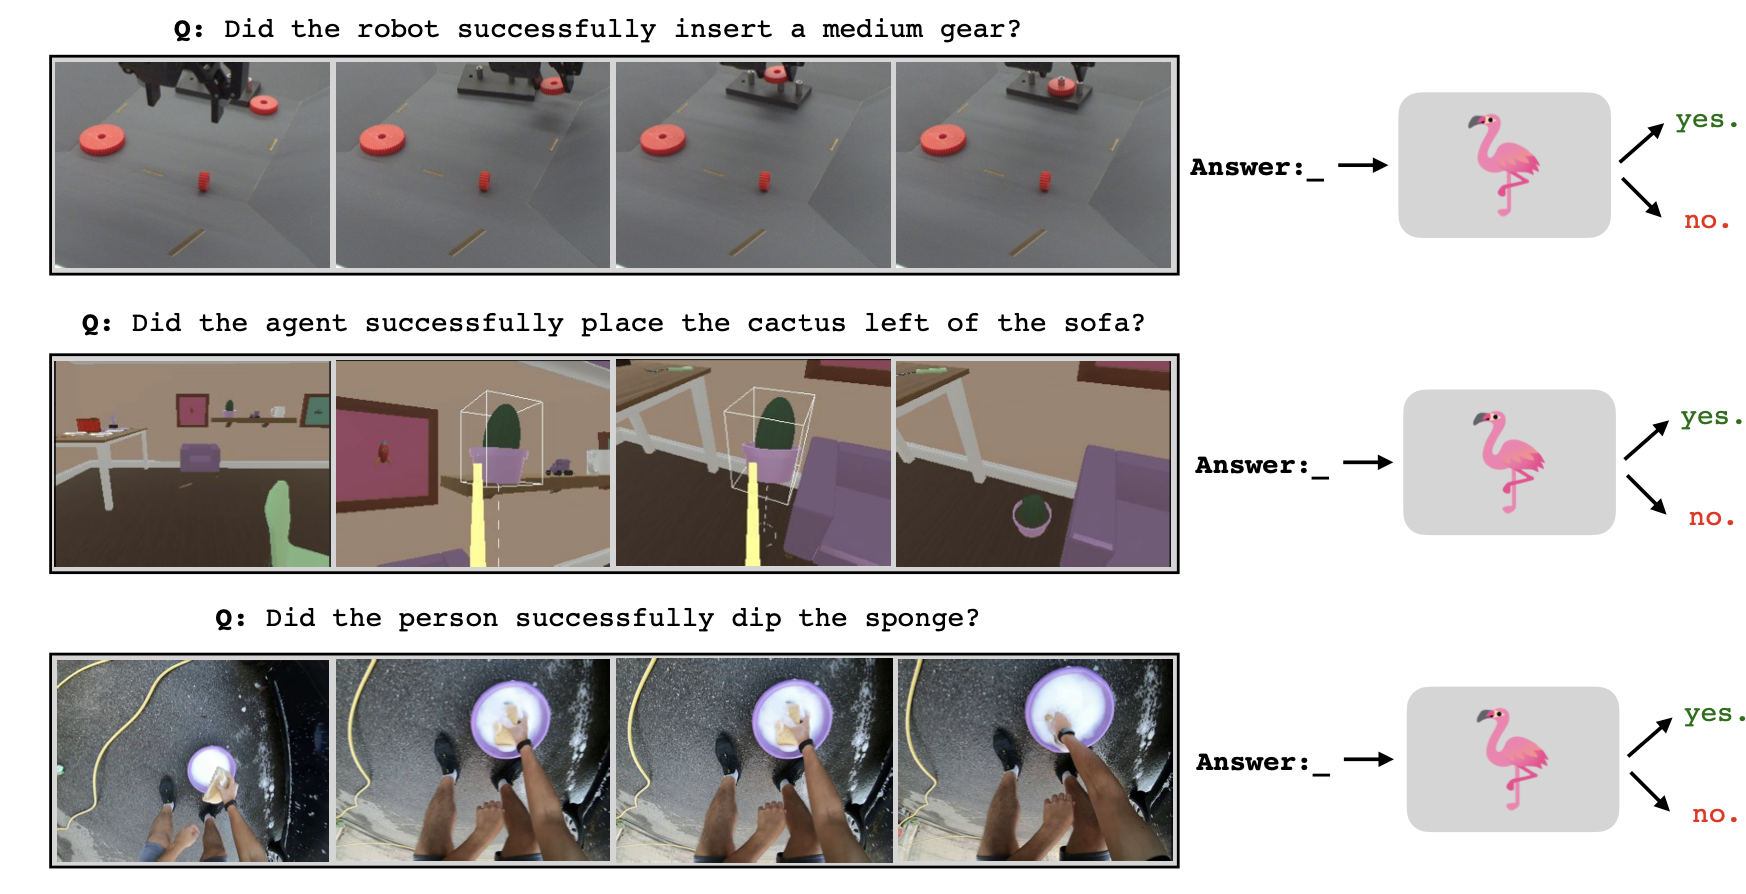 Q: Did the robot successfully insert a medium gear?
Answer:_
yes.
no.
Q: Did the agent successfully place the cactus left of the sofa?
Answer:_
yes.
no.
Q: Did the person successfully dip the sponge?
Answer:_
yes.
no.